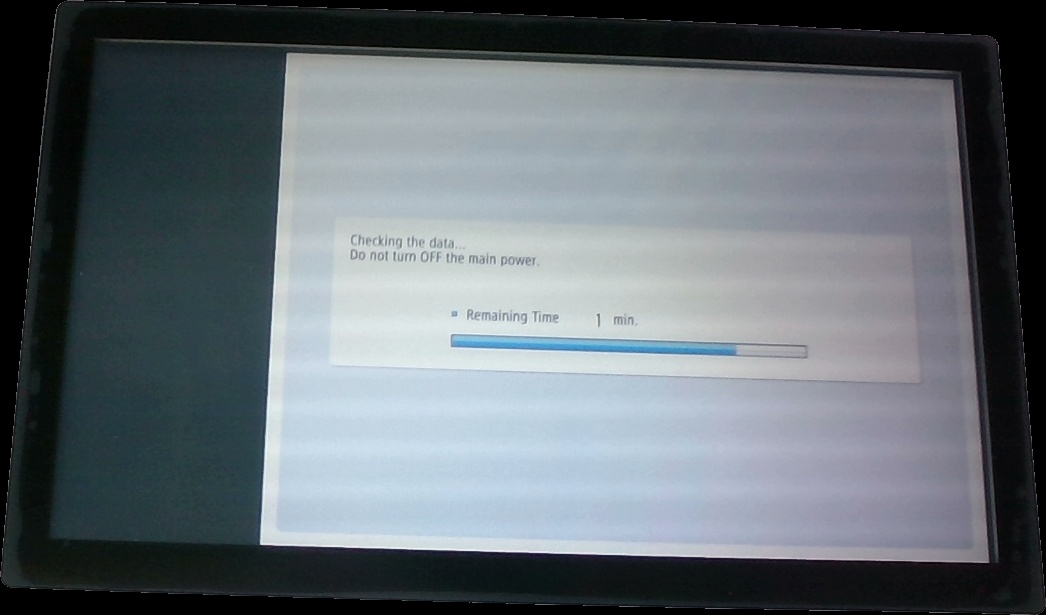 Checking the data...
Do not turn OFF the main power.
Remaining Time 1 min.